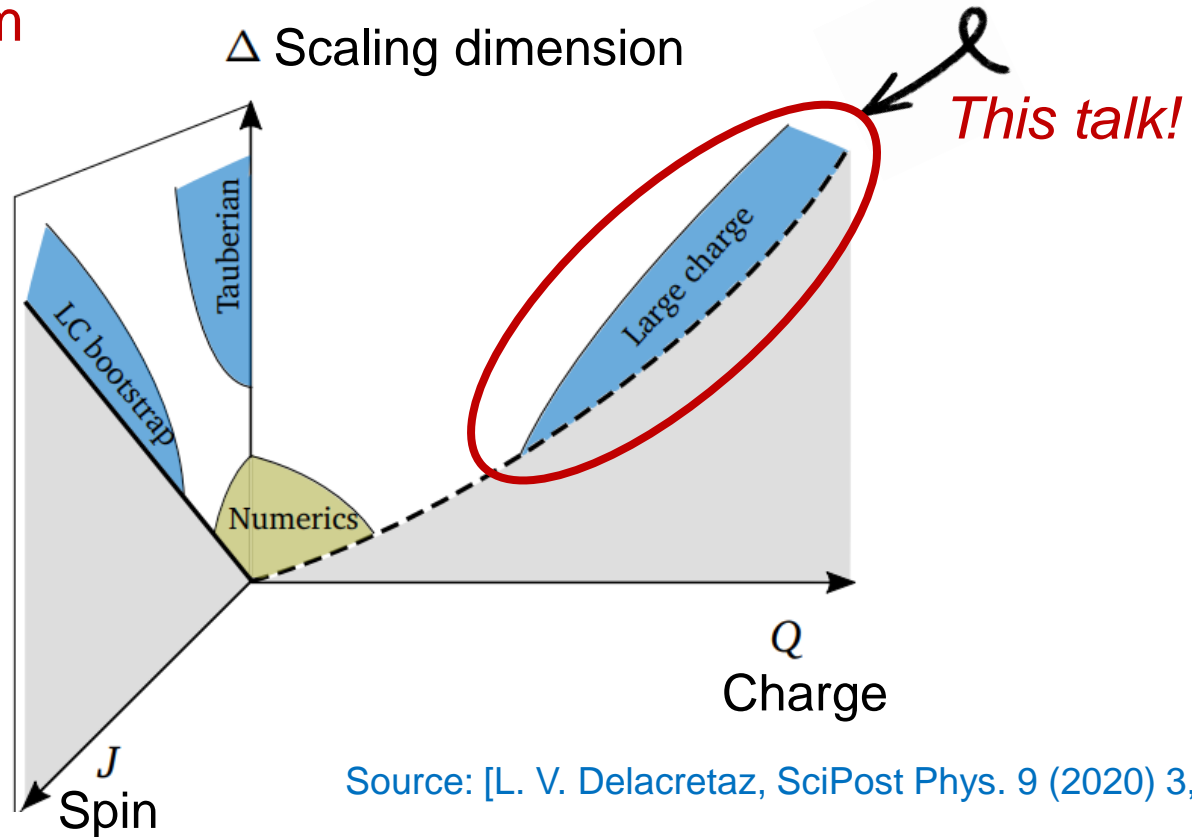 m
Δ Scaling dimension
This talk!
Tauberian
LC bootstrap
Large charge
Numerics
Q
Charge
J
Spin
Source: [L. V. Delacretaz, SciPost Phys. 9 (2020) 3,